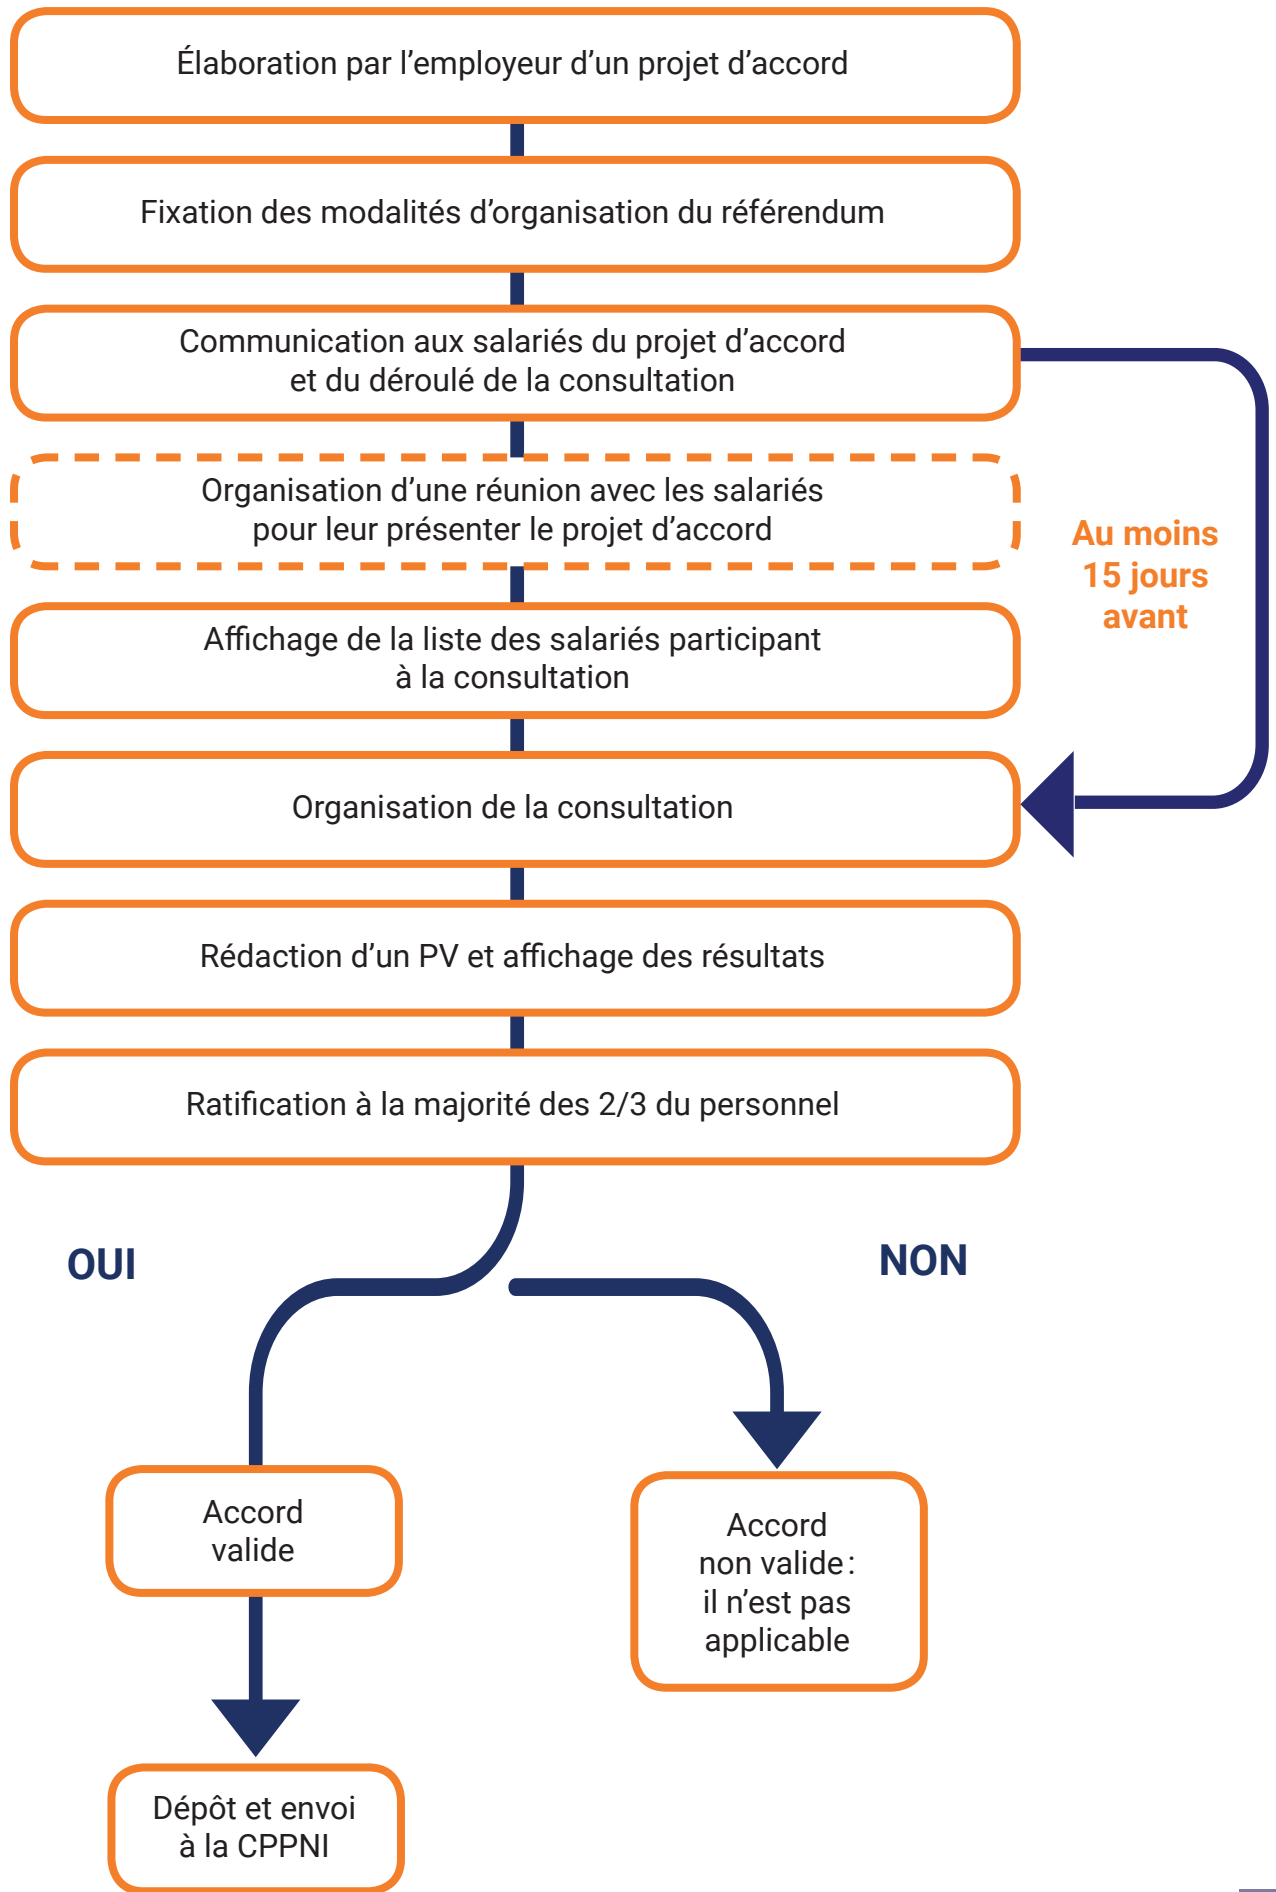 Élaboration par l’employeur d’un projet d’accord
Fixation des modalités d’organisation du référendum
Communication aux salariés du projet d’accord
et du déroulé de la consultation
Organisation d’une réunion avec les salariés
pour leur présenter le projet d’accord
Au moins
15 jours
avant
Affichage de la liste des salariés participant
à la consultation
Organisation de la consultation
Rédaction d’un PV et affichage des résultats
Ratification à la majorité des 2/3 du personnel
OUI
NON
Accord
valide
Accord
non valide :
il n’est pas
applicable
Dépôt et envoi
à la CPPNI